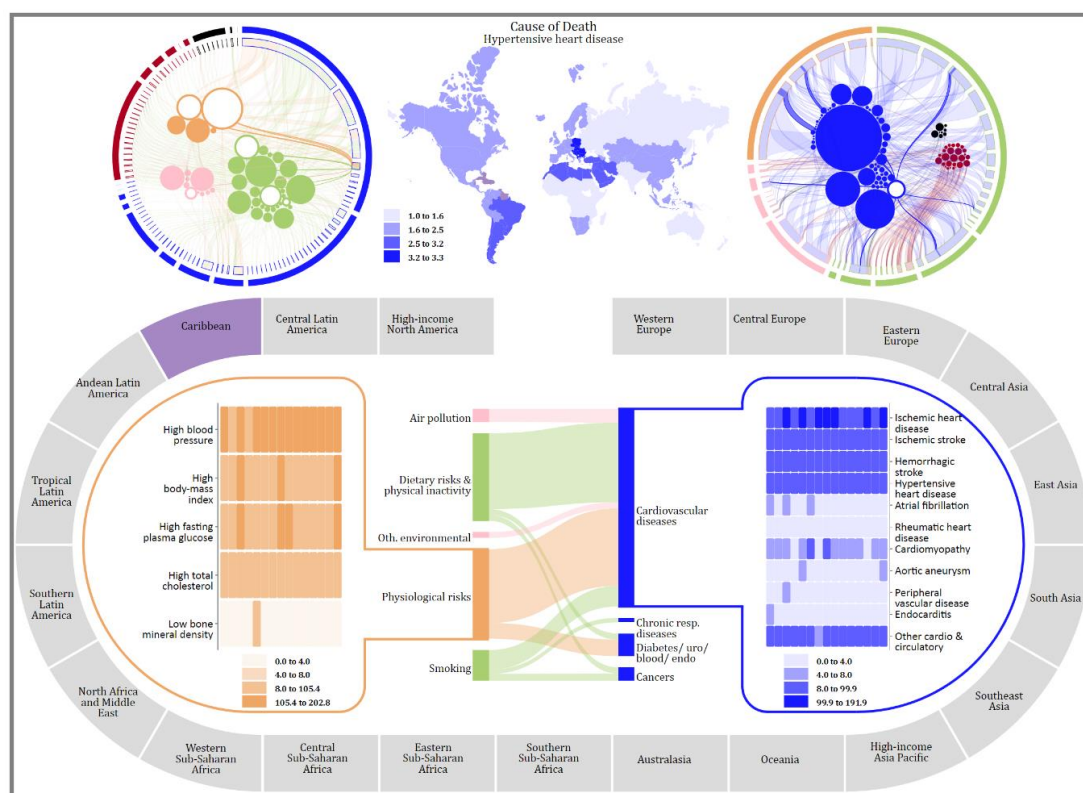 Cause of Death
Hypertensive heart disease
1.0 to 1.6
1.6 to 2.5
2.5 to 3.2
3.2 to 3.3
Caribbean
Central Latin
America
High-income
North America
Western
Europe
Central Europe
Eastern
Europe
Andean Latin
America
Central Asia
Tropical
Latin
America
East Asia
Southern
Latin
America
South Asia
North Africa
and Middle
East
Southeast
Asia
Western
Sub-Saharan
Africa
Central
Sub-Saharan
Africa
Eastern
Sub-Saharan
Africa
Southern
Sub-Saharan
Africa
Australasia
Oceania
High-income
Asia Pacific
High blood
pressure
High
body-mass
index
High fasting
plasma glucose
High total
cholesterol
Low bone
mineral density
0.0 to 4.0
4.0 to 8.0
8.0 to 105.4
105.4 to 202.8
Air pollution
Dietary risks &
physical inactivity
Oth. environmental
Physiological risks
Smoking
Cardiovascular
diseases
Chronic resp.
diseases
Diabetes/ uro/
blood/ endo
Cancers
Ischemic heart
disease
Ischemic stroke
Hemorrhagic
stroke
Hypertensive
heart disease
Atrial fibrillation
Rheumatic heart
disease
Cardiomyopathy
Aortic aneurysm
Peripheral
vascular disease
Endocarditis
Other cardio &
circulatory
0.0 to 4.0
4.0 to 8.0
8.0 to 99.9
99.9 to 191.9